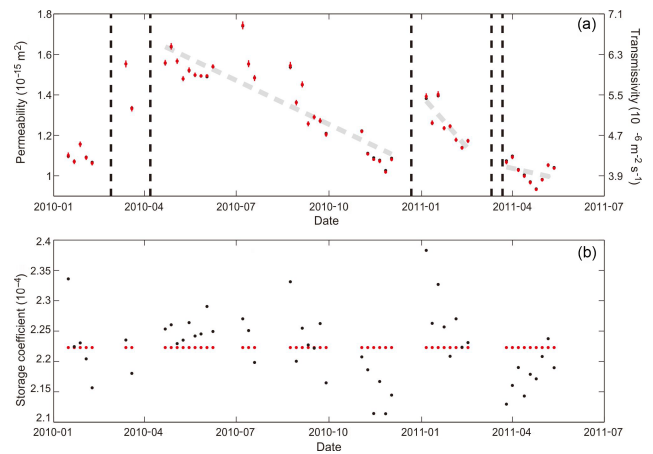 (a)
1.8
1.6
1.4
1.2
1
Permeability (10⁻¹⁵ m²)
7.1
6.3
5.5
4.7
3.9
Transmissivity (10⁻⁶ m⁻² s⁻¹)
2010-01 2010-04 2010-07 2010-10 2011-01 2011-04 2011-07
Date
(b)
2.4
2.35
2.3
2.25
2.2
2.15
2.1
Storage coefficient (10⁻⁴)
2010-01 2010-04 2010-07 2010-10 2011-01 2011-04 2011-07
Date